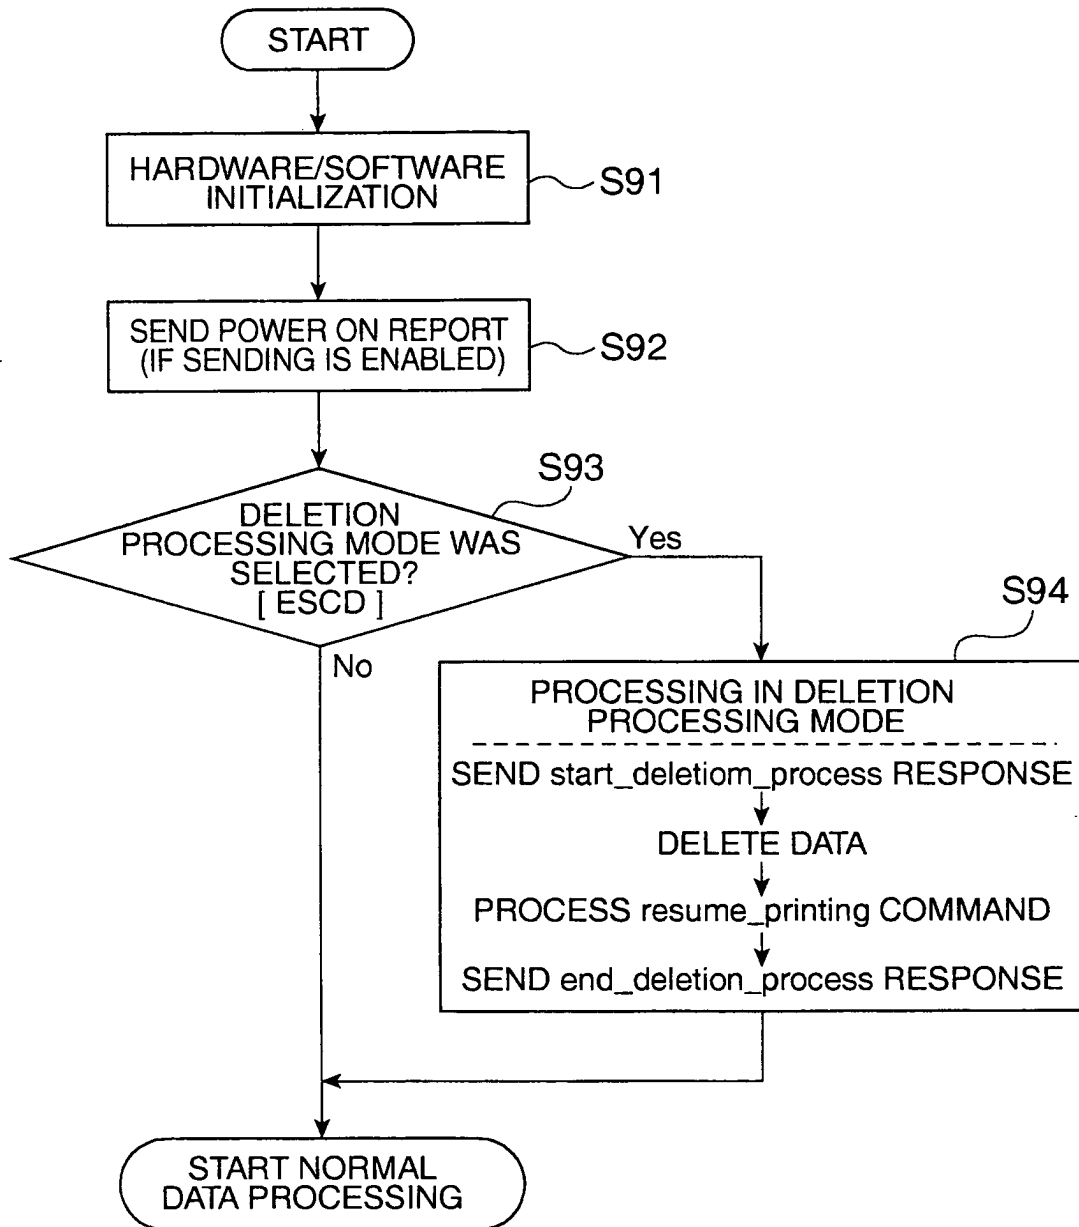 START
HARDWARE/SOFTWARE
INITIALIZATION
S91
SEND POWER ON REPORT
(IF SENDING IS ENABLED)
S92
S93
DELETION
PROCESSING MODE WAS
SELECTED?
[ ESCD ]
Yes
No
S94
PROCESSING IN DELETION
PROCESSING MODE
SEND start_deletiom_process RESPONSE
DELETE DATA
PROCESS resume_printing COMMAND
SEND end_deletion_process RESPONSE
START NORMAL
DATA PROCESSING